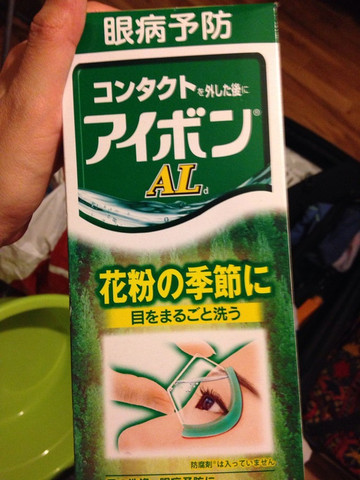 眼病予防
コンタクトを外した後に
アイボン®
ALd
花粉の季節に
目をまるごと洗う
防腐剤*は入っていません